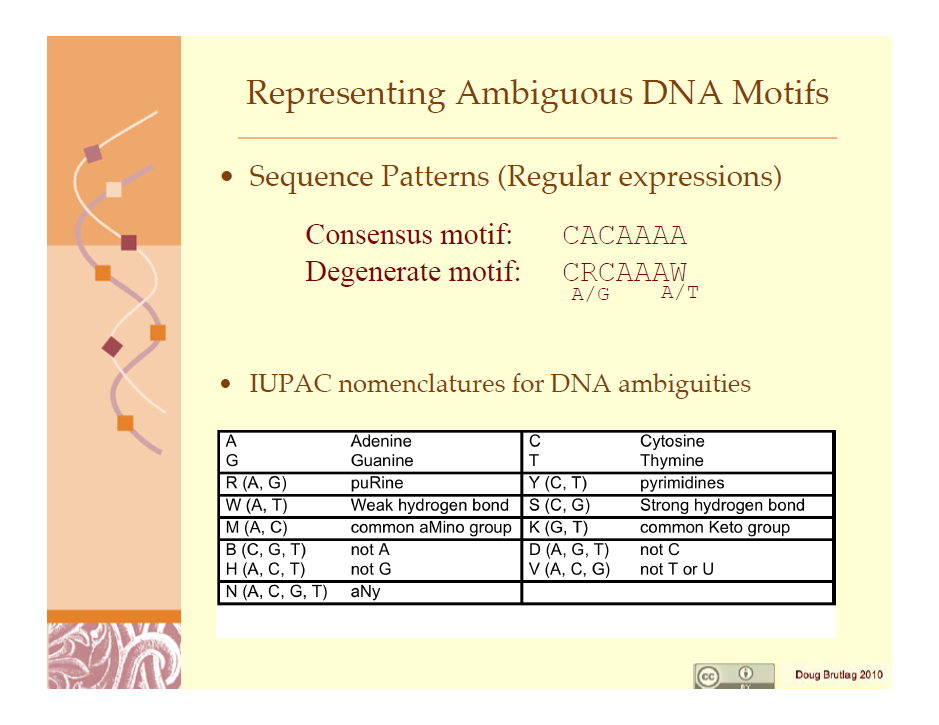 Representing Ambiguous DNA Motifs
• Sequence Patterns (Regular expressions)
Consensus motif: CACAAAA
Degenerate motif: CRCAAAW
A/G A/T
• IUPAC nomenclatures for DNA ambiguities
A Adenine C Cytosine
G Guanine T Thymine
R (A, G) puRine Y (C, T) pyrimidines
W (A, T) Weak hydrogen bond S (C, G) Strong hydrogen bond
M (A, C) common aMino group K (G, T) common Keto group
B (C, G, T) not A D (A, G, T) not C
H (A, C, T) not G V (A, C, G) not T or U
N (A, C, G, T) aNy
cc BY Doug Brutlag 2010